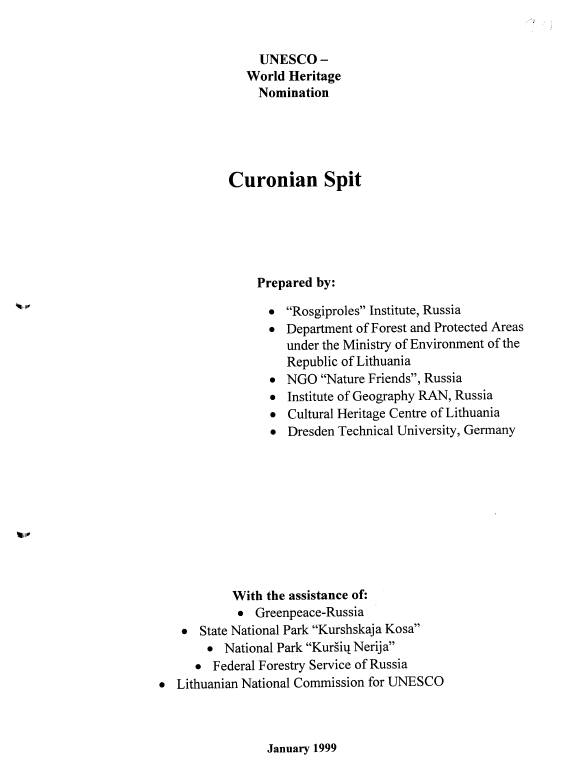 UNESCO –
World Heritage
Nomination
Curonian Spit
Prepared by:
• “Rosgiproles” Institute, Russia
• Department of Forest and Protected Areas
under the Ministry of Environment of the
Republic of Lithuania
• NGO “Nature Friends”, Russia
• Institute of Geography RAN, Russia
• Cultural Heritage Centre of Lithuania
• Dresden Technical University, Germany
With the assistance of:
• Greenpeace-Russia
• State National Park “Kurshskaja Kosa”
• National Park “Kuršių Nerija”
• Federal Forestry Service of Russia
• Lithuanian National Commission for UNESCO
January 1999